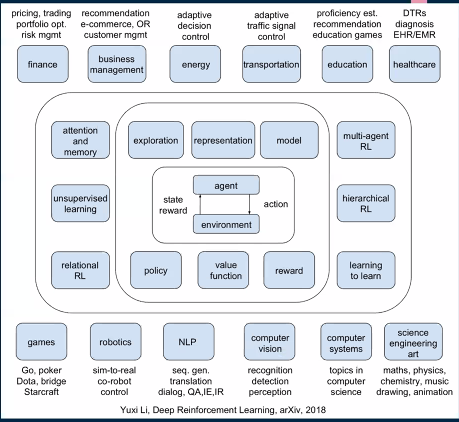 pricing, trading
portfolio opt.
risk mgmt
recommendation
e-commerce, OR
customer mgmt
adaptive
decision
control
adaptive
traffic signal
control
proficiency est.
recommendation
education games
DTRs
diagnosis
EHR/EMR
finance
business
management
energy
transportation
education
healthcare
attention
and
memory
exploration
representation
model
multi-agent
RL
unsupervised
learning
state
reward
agent
action
environment
hierarchical
RL
relational
RL
policy
value
function
reward
learning
to learn
games
robotics
NLP
computer
vision
computer
systems
science
engineering
art
Go, poker
Dota, bridge
Starcraft
sim-to-real
co-robot
control
seq. gen.
translation
dialog, QA,IE,IR
recognition
detection
perception
topics in
computer
science
maths, physics,
chemistry, music
drawing, animation
Yuxi Li, Deep Reinforcement Learning, arXiv, 2018